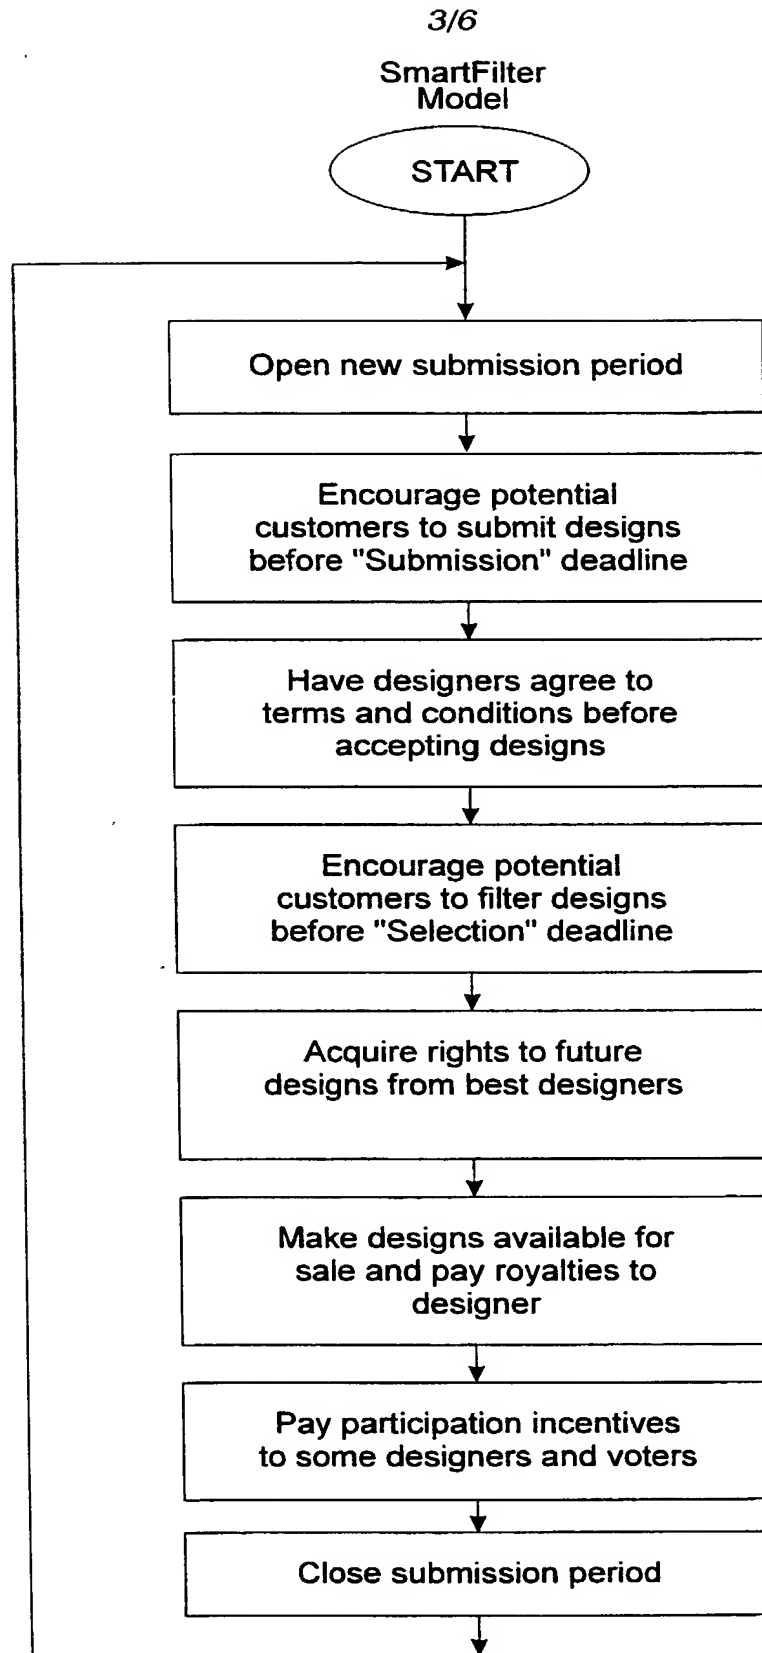 3/6
SmartFilter
Model
START
Open new submission period
Encourage potential
customers to submit designs
before "Submission" deadline
Have designers agree to
terms and conditions before
accepting designs
Encourage potential
customers to filter designs
before "Selection" deadline
Acquire rights to future
designs from best designers
Make designs available for
sale and pay royalties to
designer
Pay participation incentives
to some designers and voters
Close submission period